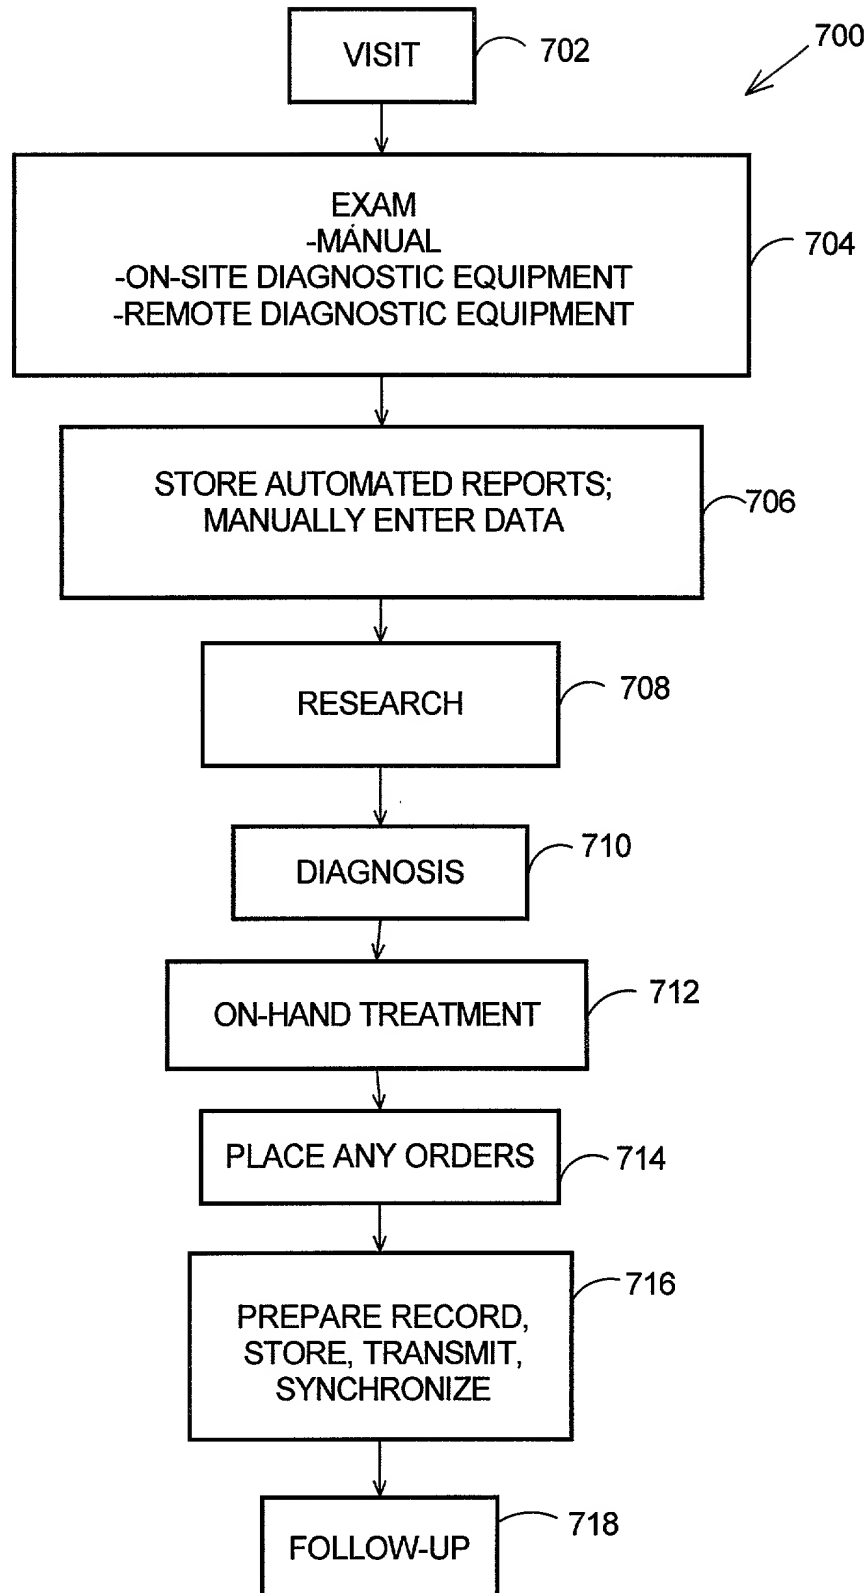 700
VISIT
702
EXAM
-MANUAL
-ON-SITE DIAGNOSTIC EQUIPMENT
-REMOTE DIAGNOSTIC EQUIPMENT
704
STORE AUTOMATED REPORTS;
MANUALLY ENTER DATA
706
RESEARCH
708
DIAGNOSIS
710
ON-HAND TREATMENT
712
PLACE ANY ORDERS
714
PREPARE RECORD,
STORE, TRANSMIT,
SYNCHRONIZE
716
FOLLOW-UP
718